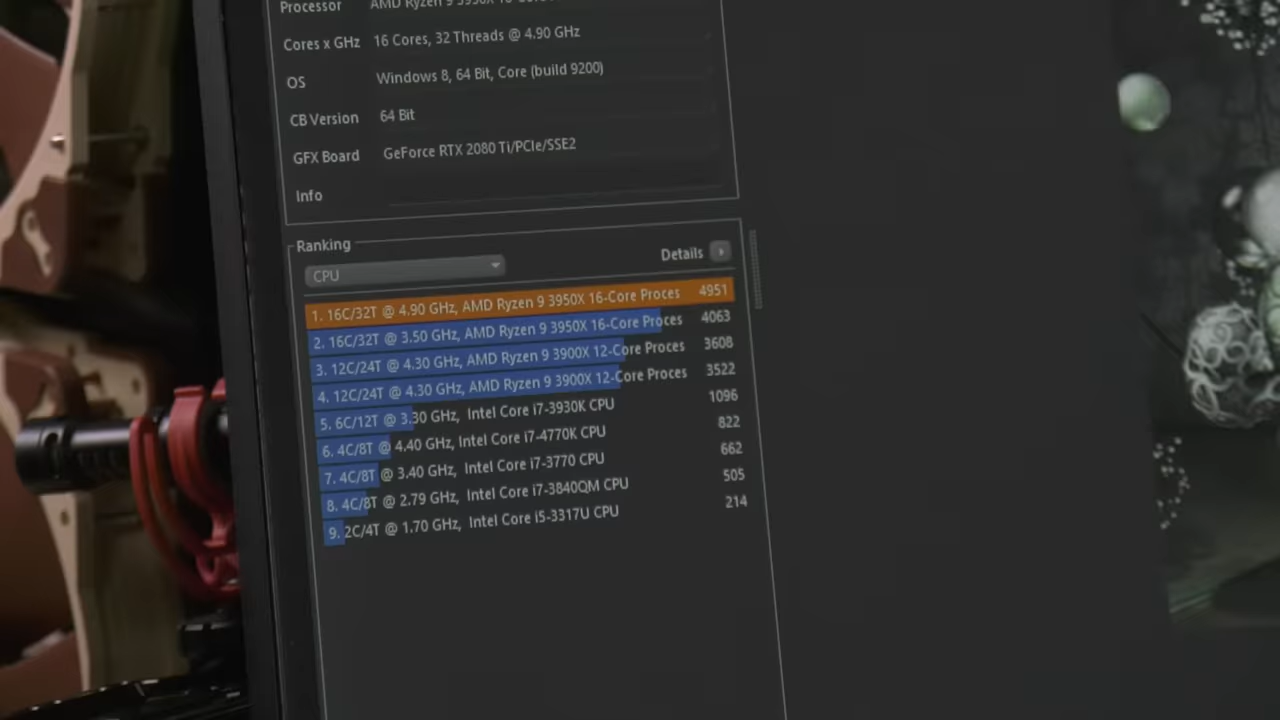 Processor AMD Ryzen 9 3950X 16-Core
Cores x GHz 16 Cores, 32 Threads @ 4.90 GHz
OS Windows 8, 64 Bit, Core (build 9200)
CB Version 64 Bit
GFX Board GeForce RTX 2080 Ti/PCIe/SSE2
Info
Ranking
Details
CPU
1. 16C/32T @ 4.90 GHz, AMD Ryzen 9 3950X 16-Core Proces 4951
2. 16C/32T @ 3.50 GHz, AMD Ryzen 9 3950X 16-Core Proces 4063
3. 12C/24T @ 4.30 GHz, AMD Ryzen 9 3900X 12-Core Proces 3608
4. 12C/24T @ 4.30 GHz, AMD Ryzen 9 3900X 12-Core Proces 3522
5. 6C/12T @ 3.30 GHz, Intel Core i7-3930K CPU 1096
6. 4C/8T @ 4.40 GHz, Intel Core i7-4770K CPU 822
7. 4C/8T @ 3.40 GHz, Intel Core i7-3770 CPU 662
8. 4C/8T @ 2.79 GHz, Intel Core i7-3840QM CPU 505
9. 2C/4T @ 1.70 GHz, Intel Core i5-3317U CPU 214